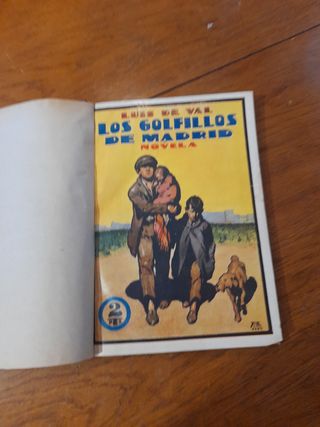 LUIS DE VAL
LOS GOLFILLOS
DE MADRID
NOVELA
2